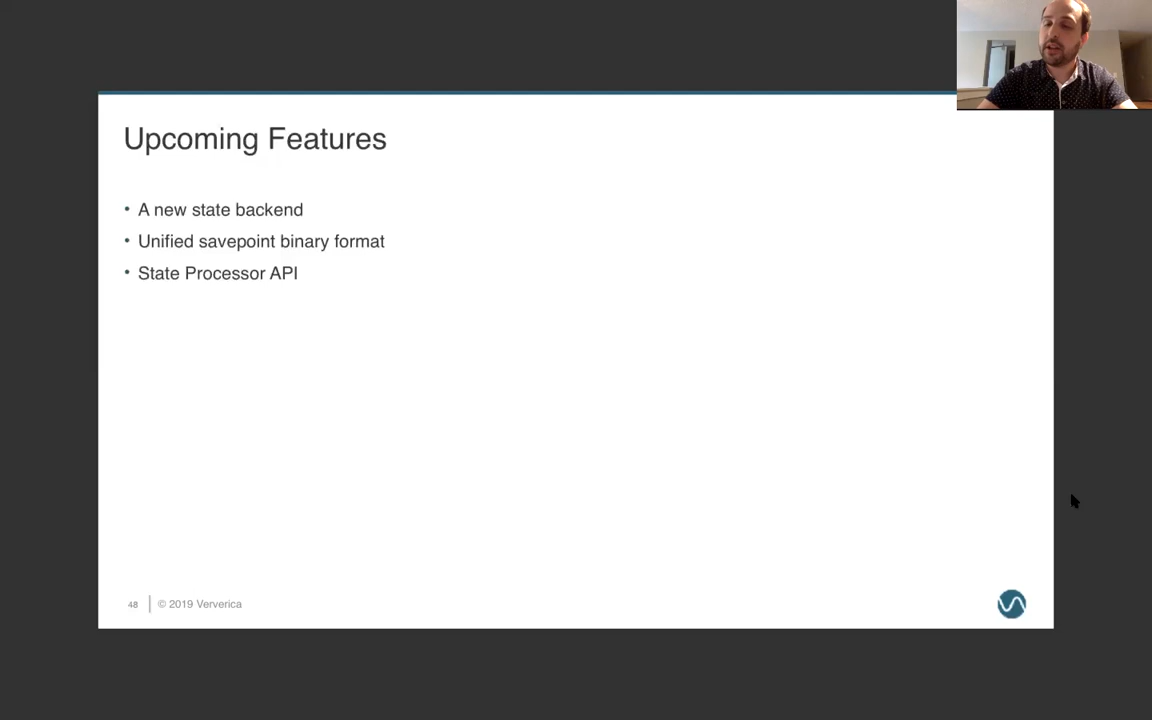 Upcoming Features
• A new state backend
• Unified savepoint binary format
• State Processor API
48 | © 2019 Ververica